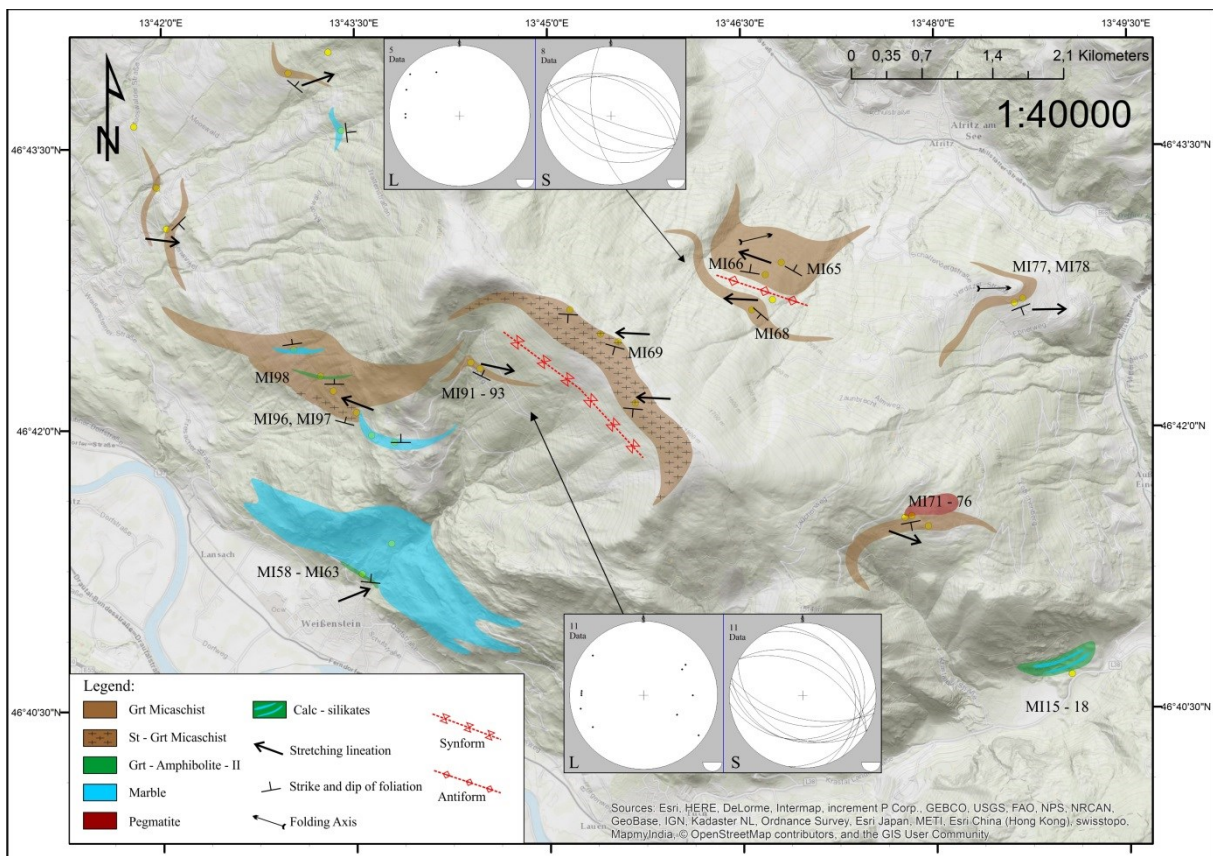 13°42'0"E
13°43'30"E
13°45'0"E
13°46'30"E
13°48'0"E
13°49'30"E
N
5
Data
L
8
Data
S
0 0,35 0,7 1,4 2,1 Kilometers
1:40000
46°43'30"N
46°43'30"N
Afritz am
See
Afritz
MI66
MI65
MI68
MI77, MI78
MI69
MI98
MI91 - 93
MI96, MI97
46°42'0"N
46°42'0"N
MI71 - 76
MI58 - MI63
Lansach
Weißenstein
MI15 - 18
46°40'30"N
46°40'30"N
11
Data
L
11
Data
S
Legend:
Grt Micaschist
St - Grt Micaschist
Grt - Amphibolite - II
Marble
Pegmatite
Calc - silikates
Stretching lineation
Strike and dip of foliation
Folding Axis
Synform
Antiform
Sources: Esri, HERE, DeLorme, Intermap, increment P Corp., GEBCO, USGS, FAO, NPS, NRCAN,
GeoBase, IGN, Kadaster NL, Ordnance Survey, Esri Japan, METI, Esri China (Hong Kong), swisstopo,
MapmyIndia, © OpenStreetMap contributors, and the GIS User Community